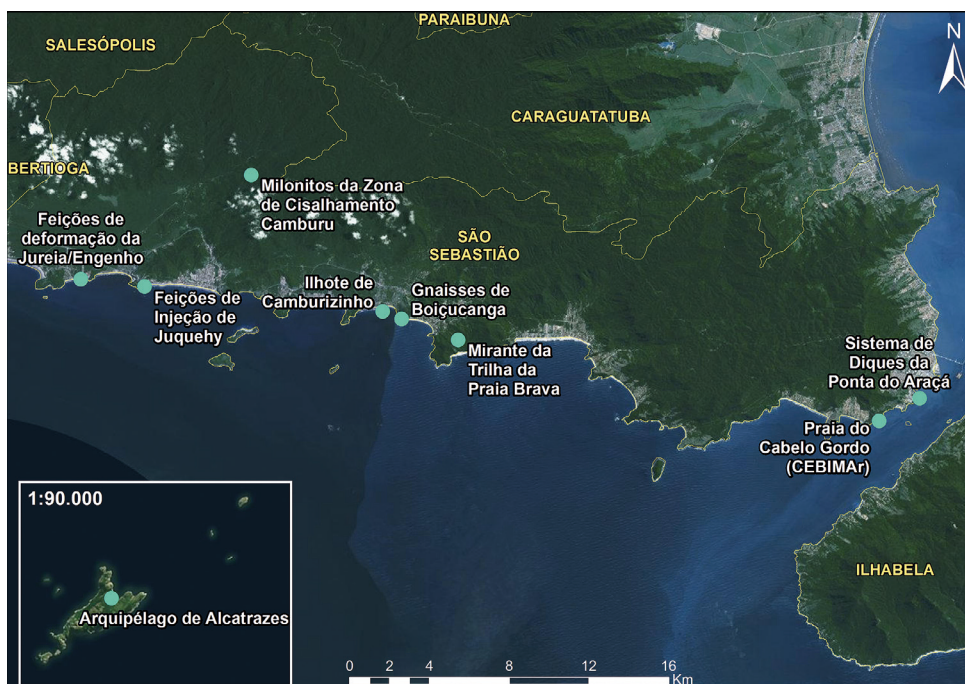 PARAIBUNA
SALESÓPOLIS
N
CARAGUATATUBA
BERTIOGA
Milonitos da Zona
de Cisalhamento
Camburu
Feições de
deformação da
Jureia/Engenho
SÃO
SEBASTIÃO
Feições de
Injeção de
Juquehy
Ilhote de
Camburizinho
Gnaisses de
Boiçucanga
Mirante da
Trilha da
Praia Brava
Sistema de
Diques da
Ponta do Araçá
Praia do
Cabelo Gordo
(CEBIMAr)
ILHABELA
1:90.000
Arquipélago de Alcatrazes
0 2 4 8 12 16
Km